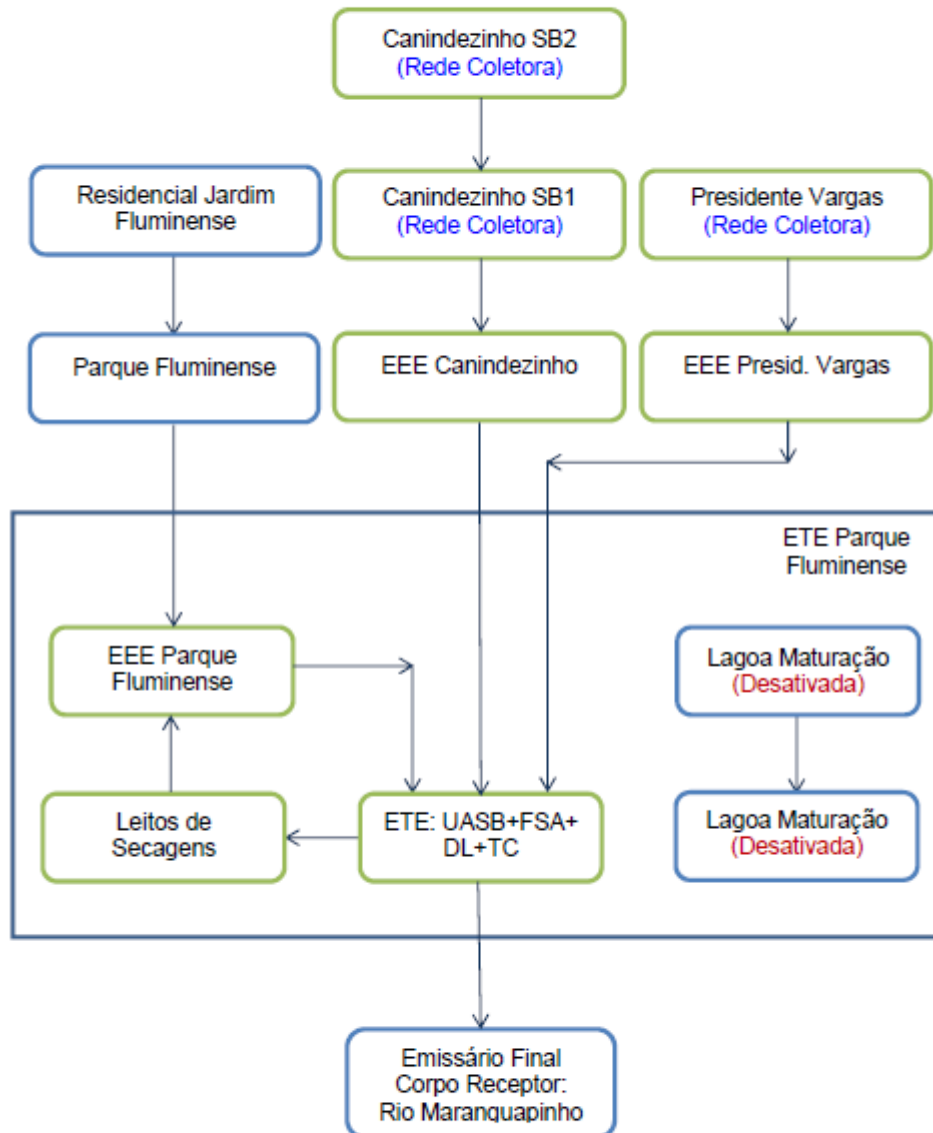 Canindezinho SB2
(Rede Coletora)
Residencial Jardim
Fluminense
Canindezinho SB1
(Rede Coletora)
Presidente Vargas
(Rede Coletora)
Parque Fluminense
EEE Canindezinho
EEE Presid. Vargas
ETE Parque
Fluminense
EEE Parque
Fluminense
Lagoa Maturação
(Desativada)
Leitos de
Secagens
ETE: UASB+FSA+
DL+TC
Lagoa Maturação
(Desativada)
Emissário Final
Corpo Receptor:
Rio Maranguapinho